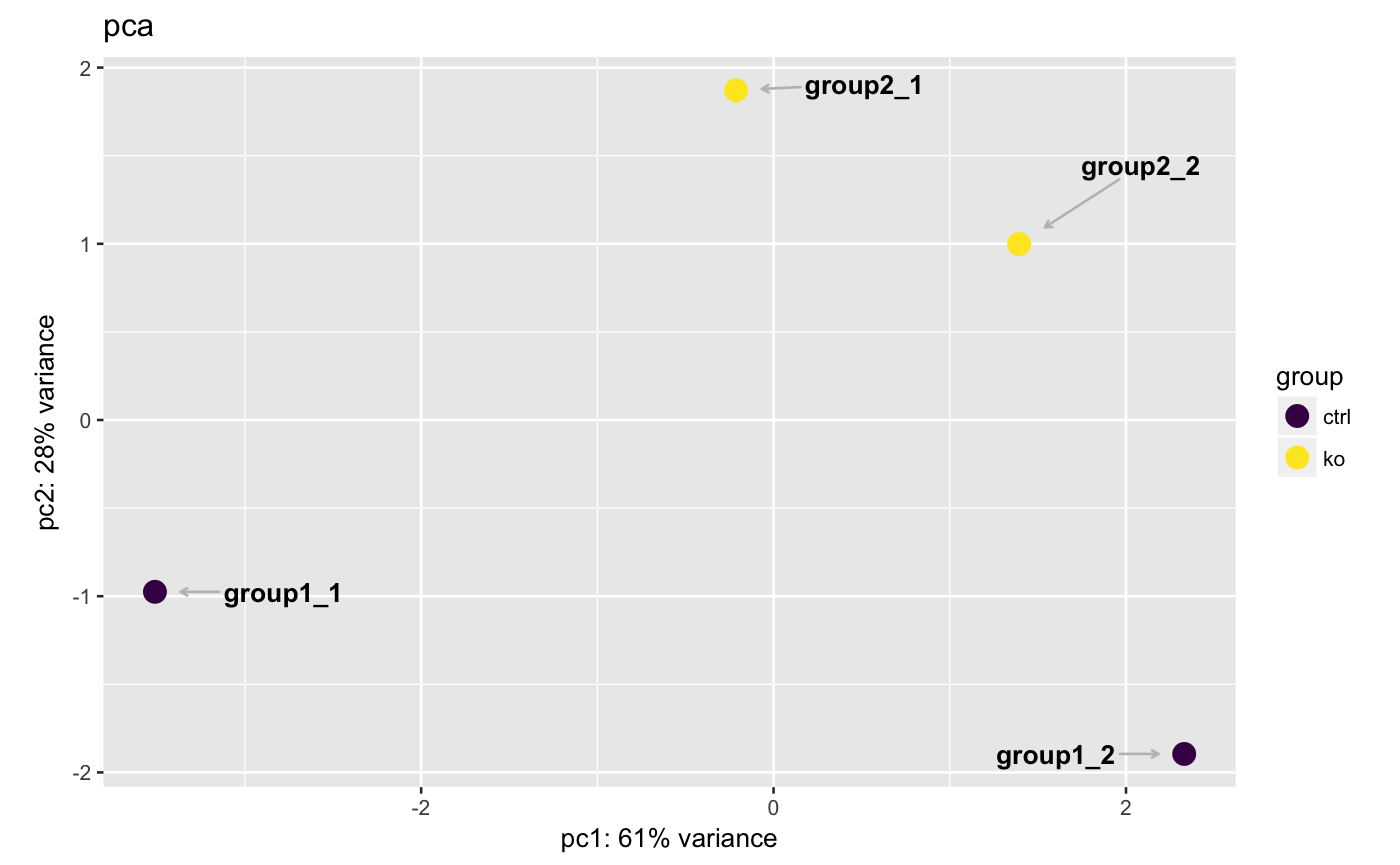 pca
2
1
0
-1
-2
pc2: 28% variance
group2_1
group2_2
group1_1
group1_2
-2
0
2
pc1: 61% variance
group
ctrl
ko